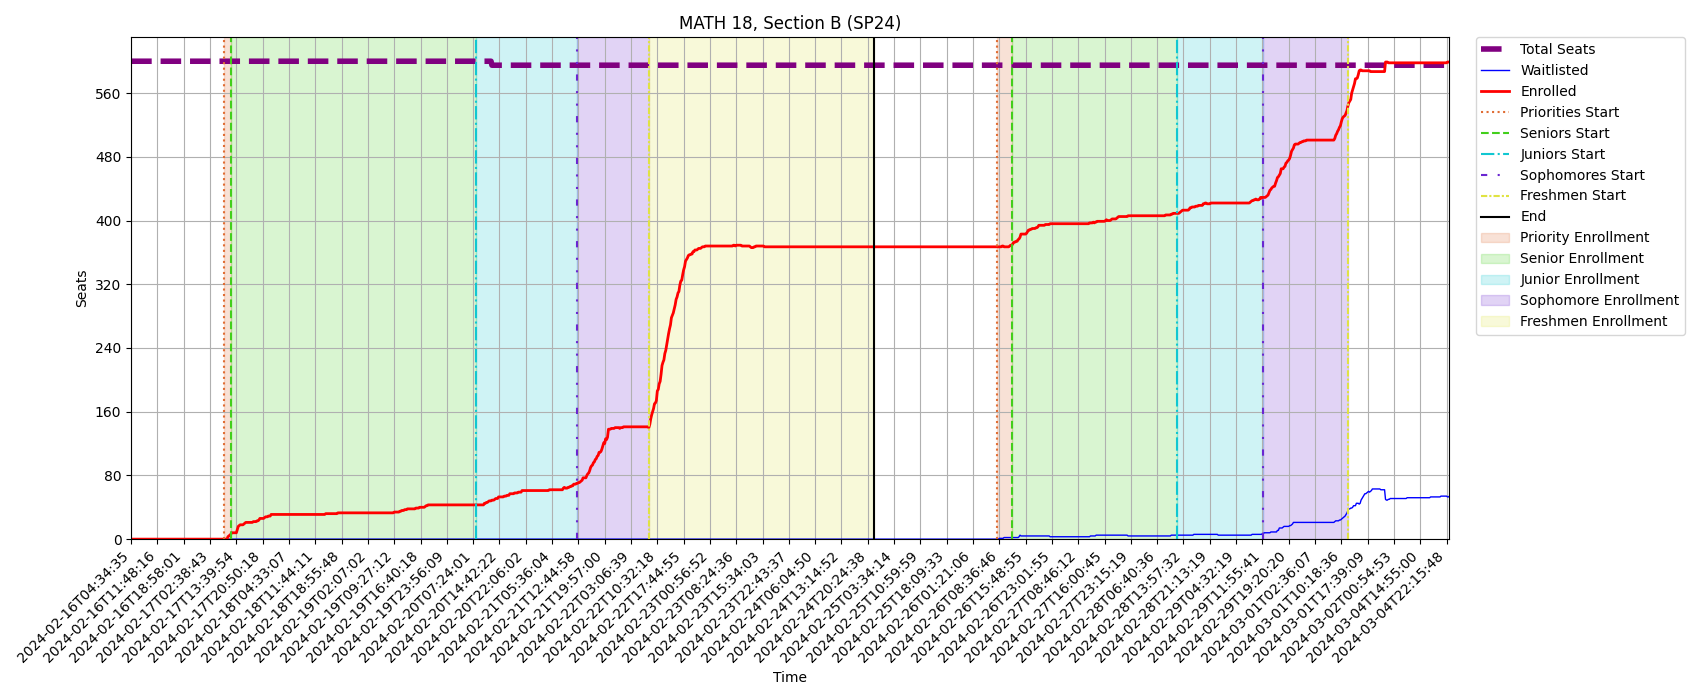 MATH 18, Section B (SP24)
Total Seats
Waitlisted
Enrolled
Priorities Start
Seniors Start
Juniors Start
Sophomores Start
Freshmen Start
End
Priority Enrollment
Senior Enrollment
Junior Enrollment
Sophomore Enrollment
Freshmen Enrollment
Seats
560
480
400
320
240
160
80
0
2024-02-16T04:34:35
2024-02-16T11:48:16
2024-02-16T18:58:01
2024-02-17T02:38:43
2024-02-17T13:39:54
2024-02-17T20:50:18
2024-02-18T04:33:07
2024-02-18T11:44:11
2024-02-18T18:55:48
2024-02-19T02:07:02
2024-02-19T09:27:12
2024-02-19T16:40:18
2024-02-19T23:56:09
2024-02-20T07:24:01
2024-02-20T14:42:22
2024-02-20T22:06:02
2024-02-21T05:36:04
2024-02-21T12:44:58
2024-02-21T19:57:00
2024-02-22T03:06:39
2024-02-22T10:32:18
2024-02-22T17:44:55
2024-02-23T00:56:52
2024-02-23T08:24:36
2024-02-23T15:34:03
2024-02-23T22:43:37
2024-02-24T06:04:50
2024-02-24T13:14:52
2024-02-24T20:24:38
2024-02-25T03:34:14
2024-02-25T10:59:59
2024-02-25T18:09:33
2024-02-26T01:21:06
2024-02-26T08:36:46
2024-02-26T15:48:55
2024-02-26T23:01:55
2024-02-27T08:46:12
2024-02-27T16:00:45
2024-02-27T23:15:19
2024-02-28T06:40:36
2024-02-28T13:57:32
2024-02-28T21:13:19
2024-02-29T04:32:19
2024-02-29T11:55:41
2024-02-29T19:20:20
2024-03-01T02:36:07
2024-03-01T10:18:36
2024-03-01T17:39:09
2024-03-02T00:54:53
2024-03-04T14:55:00
2024-03-04T22:15:48
Time